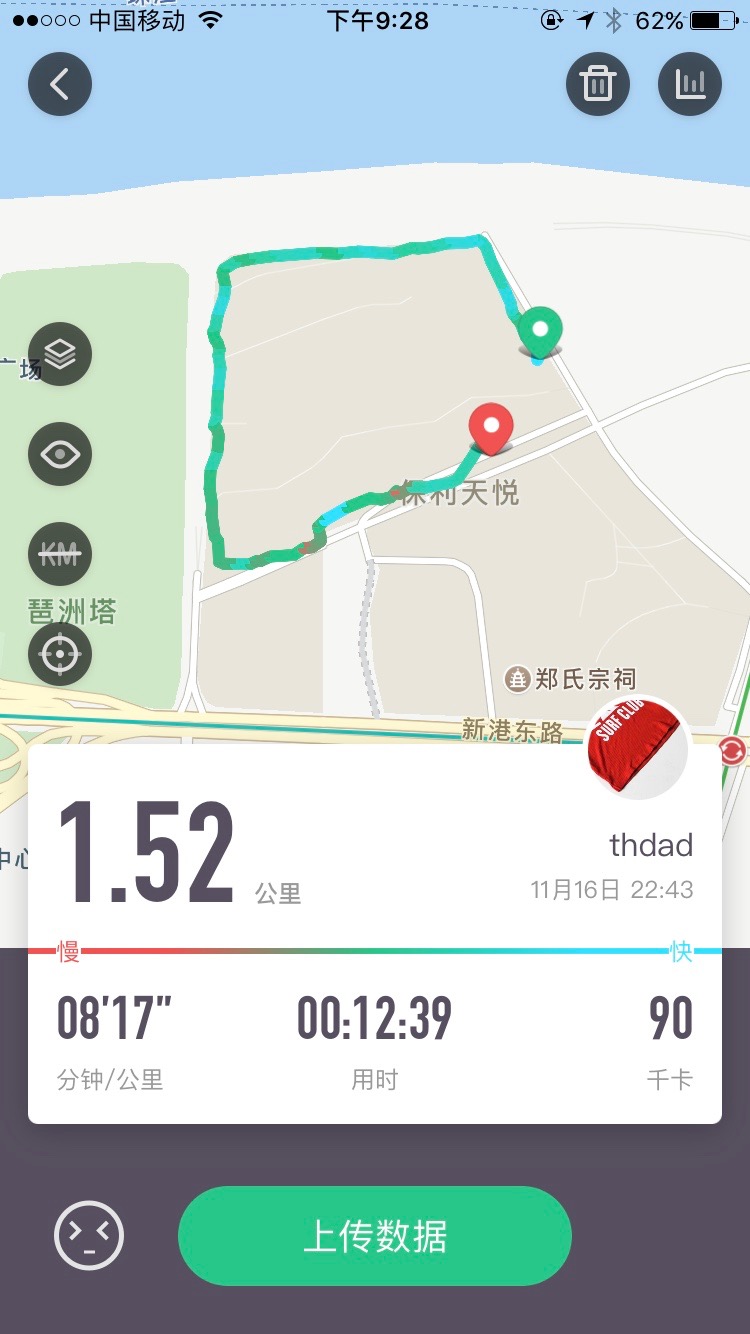 中国移动
下午9:28
62%
广场
KM
琶洲塔
保利天悦
郑氏宗祠
新港东路
SURF CLUB
中心
1.52
公里
thdad
11月16日 22:43
慢
快
08'17"
00:12:39
90
分钟/公里
用时
千卡
上传数据